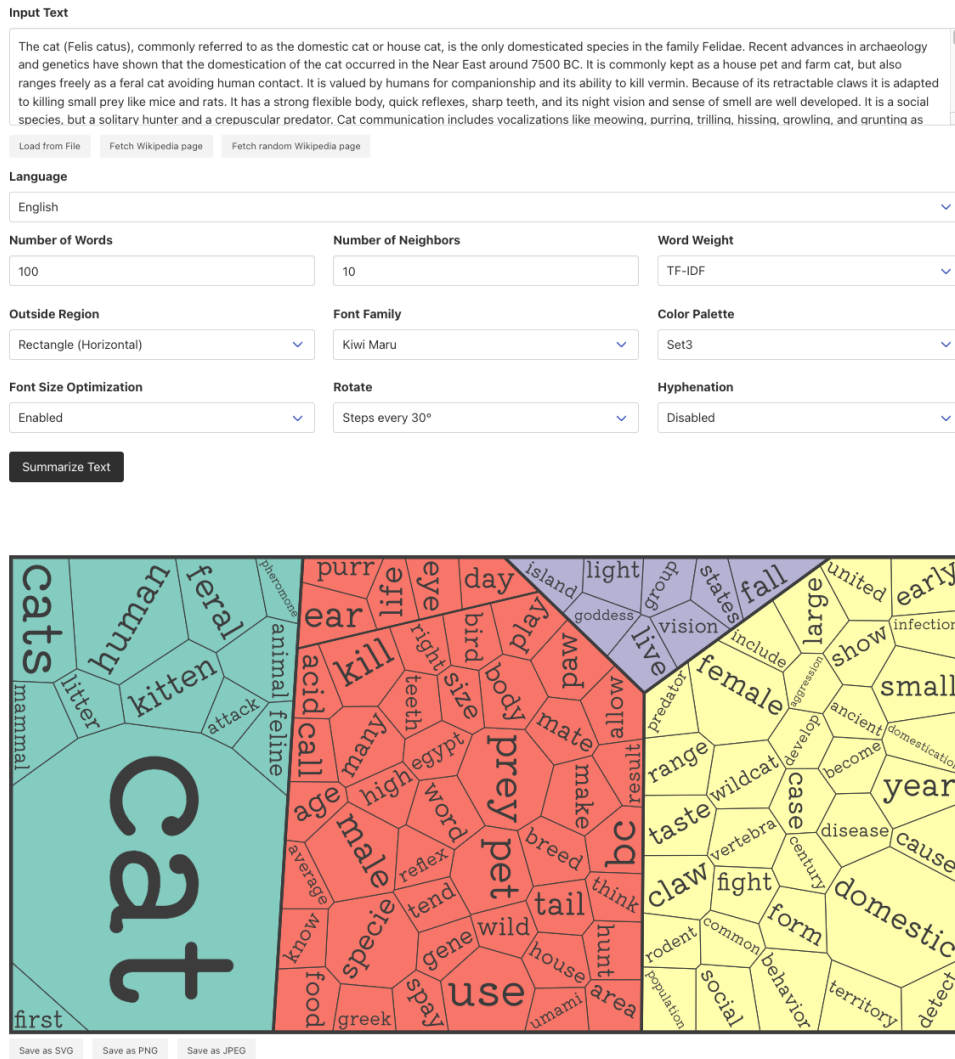 Input Text
The cat (Felis catus), commonly referred to as the domestic cat or house cat, is the only domesticated species in the family Felidae. Recent advances in archaeology
and genetics have shown that the domestication of the cat occurred in the Near East around 7500 BC. It is commonly kept as a house pet and farm cat, but also
ranges freely as a feral cat avoiding human contact. It is valued by humans for companionship and its ability to kill vermin. Because of its retractable claws it is adapted
to killing small prey like mice and rats. It has a strong flexible body, quick reflexes, sharp teeth, and its night vision and sense of smell are well developed. It is a social
species, but a solitary hunter and a crepuscular predator. Cat communication includes vocalizations like meowing, purring, trilling, hissing, growling, and grunting as
Load from File
Fetch Wikipedia page
Fetch random Wikipedia page
Language
English
Number of Words
Number of Neighbors
Word Weight
100
10
TF-IDF
Outside Region
Font Family
Color Palette
Rectangle (Horizontal)
Kiwi Maru
Set3
Font Size Optimization
Rotate
Hyphenation
Enabled
Steps every 30°
Disabled
Summarize Text
cats
human
feral
pheromone
animal
mammal
litter
kitten
attack
feline
cat
first
purr
life
eye
day
ear
kill
right
bird
play
acid
teeth
size
body
paw
wall
call
many
egypt
prey
mate
result
age
high
word
make
bc
male
reflex
pet
breed
average
tend
tail
think
know
specie
gene
wild
house
hunt
food
greek
spay
use
umami
area
island
light
group
states
fall
goddess
live
vision
united
early
large
infection
include
show
predator
female
aggression
small
ancient
develop
domestication
range
wildcat
become
year
taste
case
vertebra
disease
cause
claw
fight
century
domestic
form
rodent
common
population
social
behavior
territory
detect
Save as SVG
Save as PNG
Save as JPEG